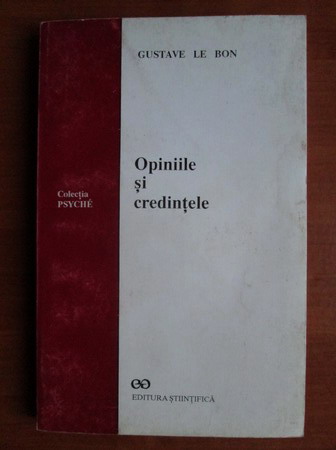 GUSTAVE LE BON
Opiniile
și
credințele
Colecția
PSYCHÉ
EDITURA ȘTIINȚIFICĂ